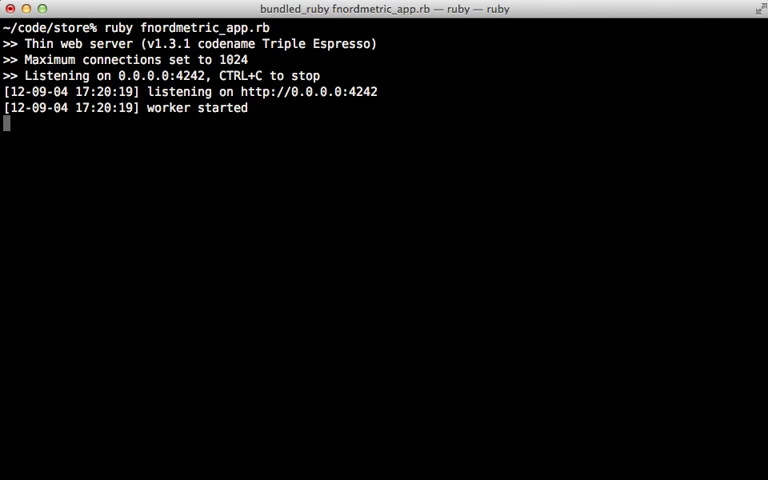 bundled_ruby fnordmetric_app.rb — ruby — ruby
~/code/store% ruby fnordmetric_app.rb
>> Thin web server (v1.3.1 codename Triple Espresso)
>> Maximum connections set to 1024
>> Listening on 0.0.0.0:4242, CTRL+C to stop
[12-09-04 17:20:19] listening on http://0.0.0.0:4242
[12-09-04 17:20:19] worker started